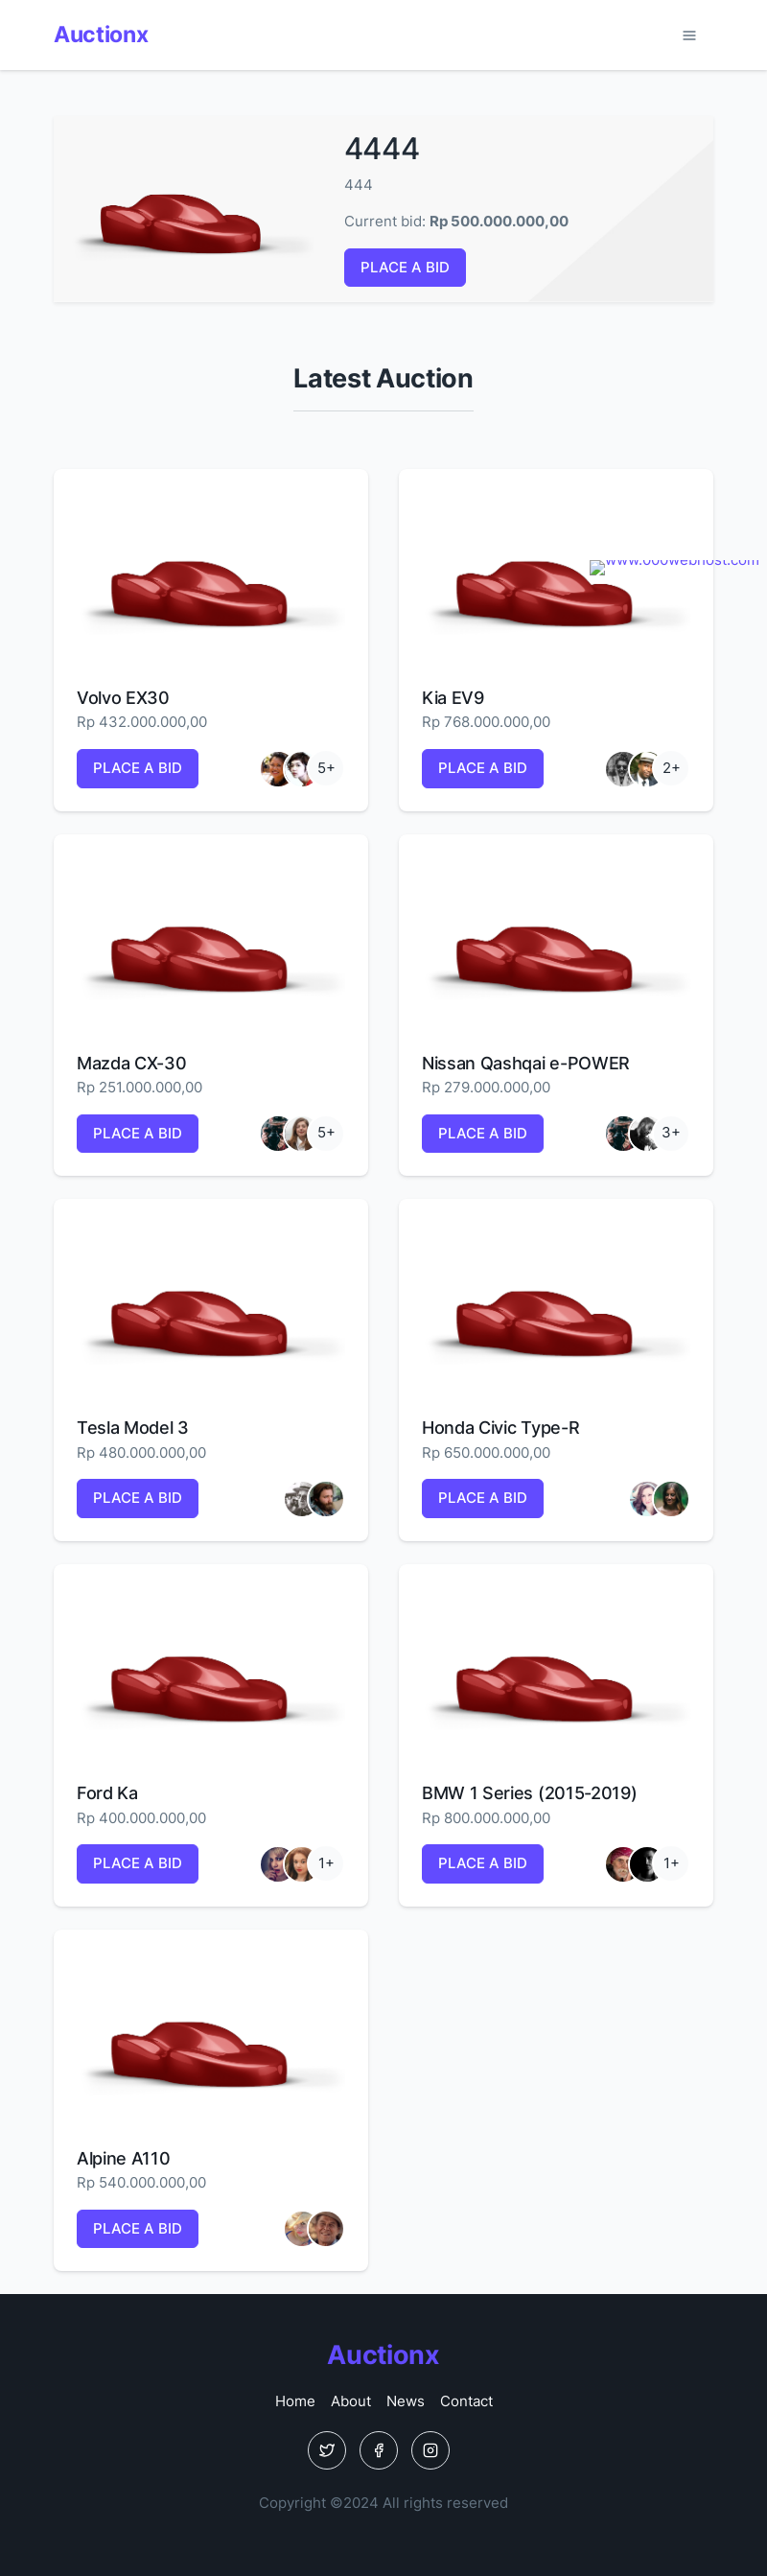 Auctionx
4444
444
Current bid: Rp 500.000.000,00
PLACE A BID
Latest Auction
www.000webhost.com
Volvo EX30
Rp 432.000.000,00
PLACE A BID
5+
Kia EV9
Rp 768.000.000,00
PLACE A BID
2+
Mazda CX-30
Rp 251.000.000,00
PLACE A BID
5+
Nissan Qashqai e-POWER
Rp 279.000.000,00
PLACE A BID
3+
Tesla Model 3
Rp 480.000.000,00
PLACE A BID
Honda Civic Type-R
Rp 650.000.000,00
PLACE A BID
Ford Ka
Rp 400.000.000,00
PLACE A BID
1+
BMW 1 Series (2015-2019)
Rp 800.000.000,00
PLACE A BID
1+
Alpine A110
Rp 540.000.000,00
PLACE A BID
Auctionx
Home About News Contact
Copyright ©2024 All rights reserved